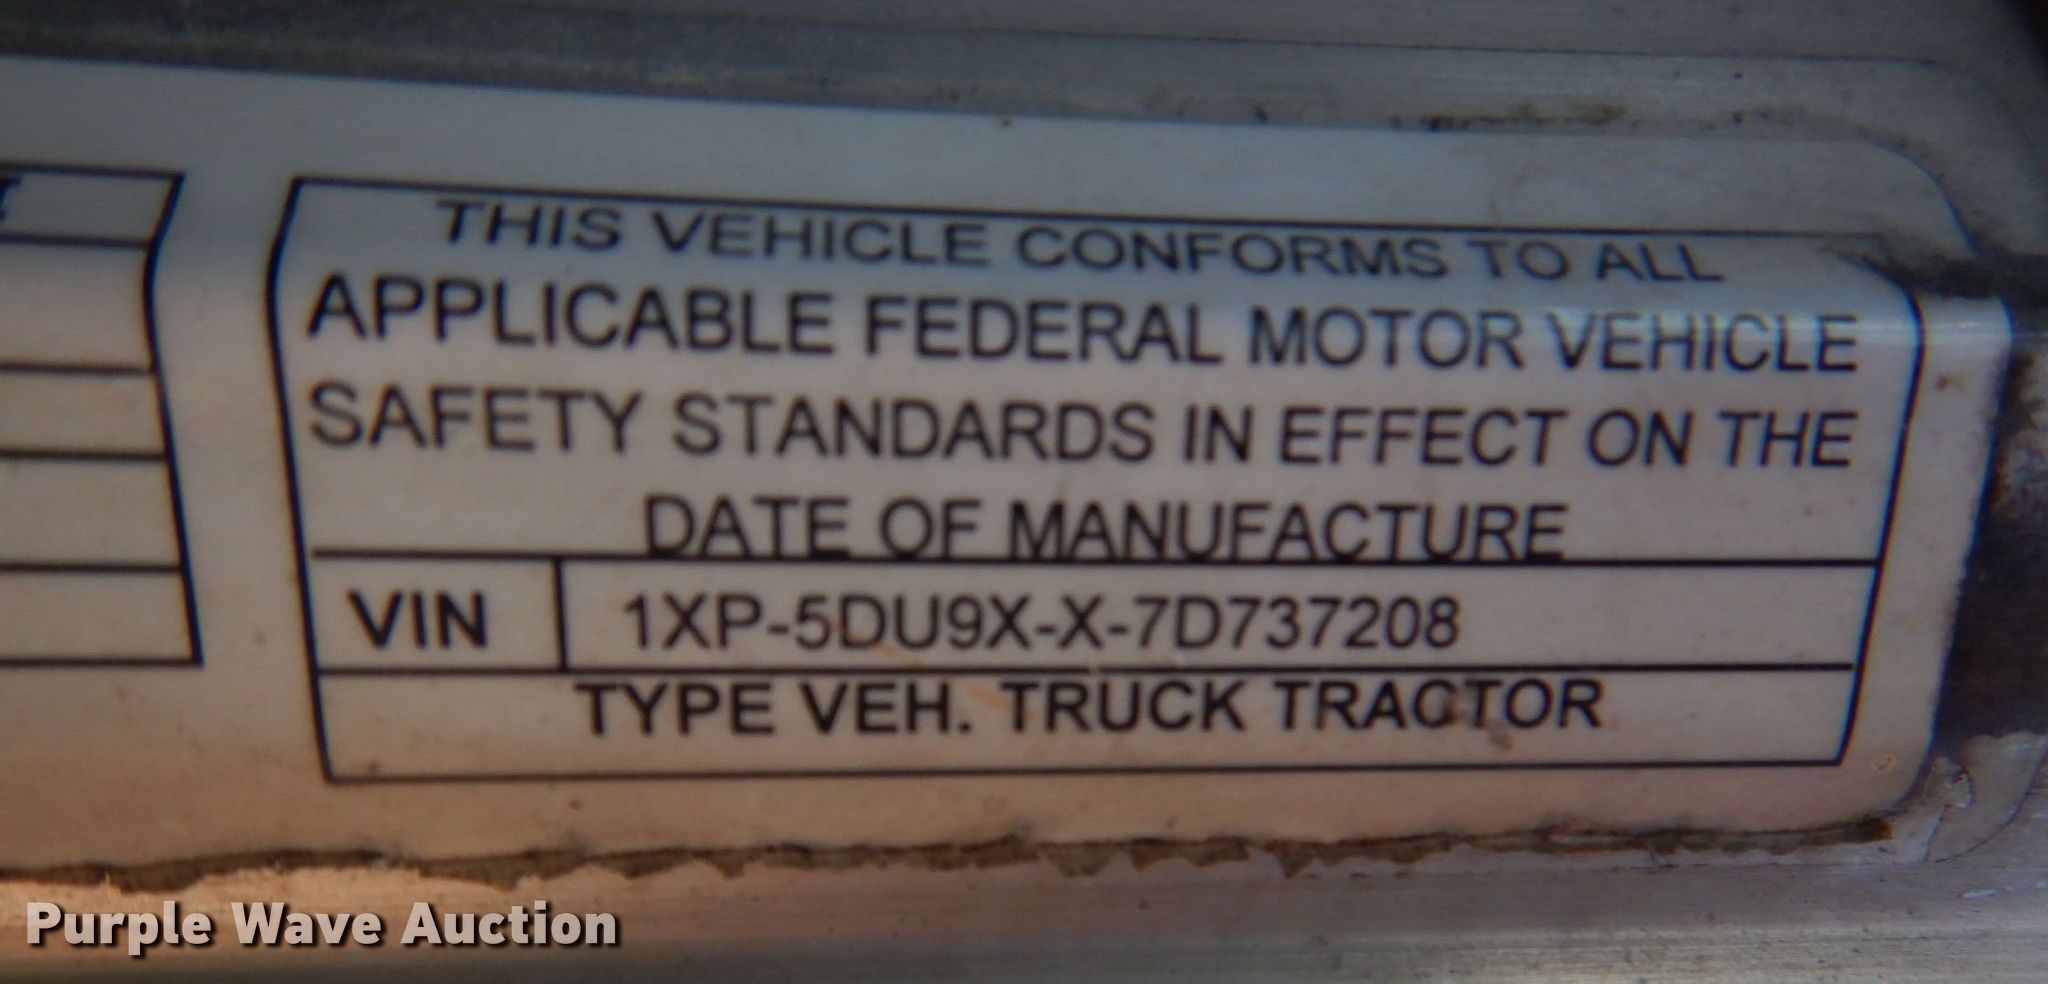 THIS VEHICLE CONFORMS TO ALL
APPLICABLE FEDERAL MOTOR VEHICLE
SAFETY STANDARDS IN EFFECT ON THE
DATE OF MANUFACTURE
VIN 1XP-5DU9X-X-7D737208
TYPE VEH. TRUCK TRACTOR
Purple Wave Auction